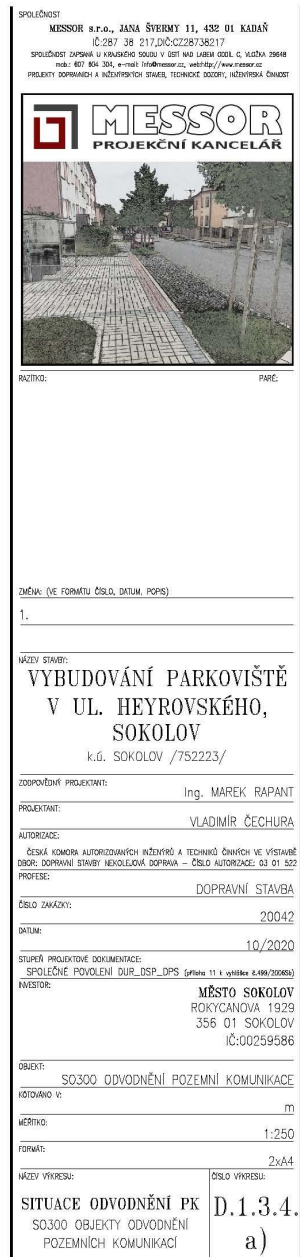 SPOLEČNOST
MESSOR s.r.o., JANA ŠVERMY 11, 432 01 KADAŇ
IČ:287 38 217,DIČ:CZ28738217
SPOLEČNOST ZAPSANÁ U KRAJSKÉHO SOUDU V ÚSTÍ NAD LABEM ODDÍL C, VLOŽKA 29648
mob.: 607 804 304, e-mail: info@messor.cz, web:http://www.messor.cz
PROJEKTY DOPRAVNÍCH A INŽENÝRSKÝCH STAVEB, TECHNICKÉ DOZORY, INŽENÝRSKÁ ČINNOST
MESSOR
PROJEKČNÍ KANCELÁŘ
RAZÍTKO: PARÉ:
ZMĚNA: (VE FORMÁTU ČÍSLO, DATUM, POPIS)
1.
NÁZEV STAVBY:
VYBUDOVÁNÍ PARKOVIŠTĚ
V UL. HEYROVSKÉHO,
SOKOLOV
k.ú. SOKOLOV /752223/
ZODPOVĚDNÝ PROJEKTANT:
Ing. MAREK RAPANT
PROJEKTANT:
VLADIMÍR ČECHURA
AUTORIZACE:
ČESKÁ KOMORA AUTORIZOVANÝCH INŽENÝRŮ A TECHNIKŮ ČINNÝCH VE VÝSTAVBĚ
OBOR: DOPRAVNÍ STAVBY NEKOLEJOVÁ DOPRAVA – ČÍSLO AUTORIZACE: 03 01 522
PROFESE:
DOPRAVNÍ STAVBA
ČÍSLO ZAKÁZKY:
20042
DATUM:
10/2020
STUPEŇ PROJEKTOVÉ DOKUMENTACE:
SPOLEČNÉ POVOLENÍ DUR_DSP_DPS (příloha 11 k vyhlášce č.499/2006Sb)
INVESTOR:
MĚSTO SOKOLOV
ROKYCANOVA 1929
356 01 SOKOLOV
IČ:00259586
OBJEKT:
SO300 ODVODNĚNÍ POZEMNÍ KOMUNIKACE
KÓTOVÁNO V:
m
MĚŘÍTKO:
1:250
FORMÁT:
2xA4
NÁZEV VÝKRESU:
SITUACE ODVODNĚNÍ PK
SO300 OBJEKTY ODVODNĚNÍ
POZEMNÍCH KOMUNIKACÍ
ČÍSLO VÝKRESU:
D.1.3.4.
a)